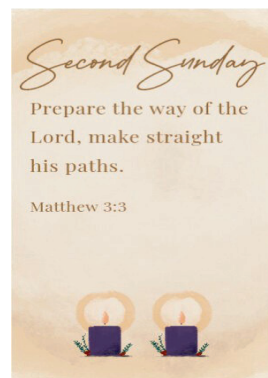 Second Sunday
Prepare the way of the
Lord, make straight
his paths.
Matthew 3:3